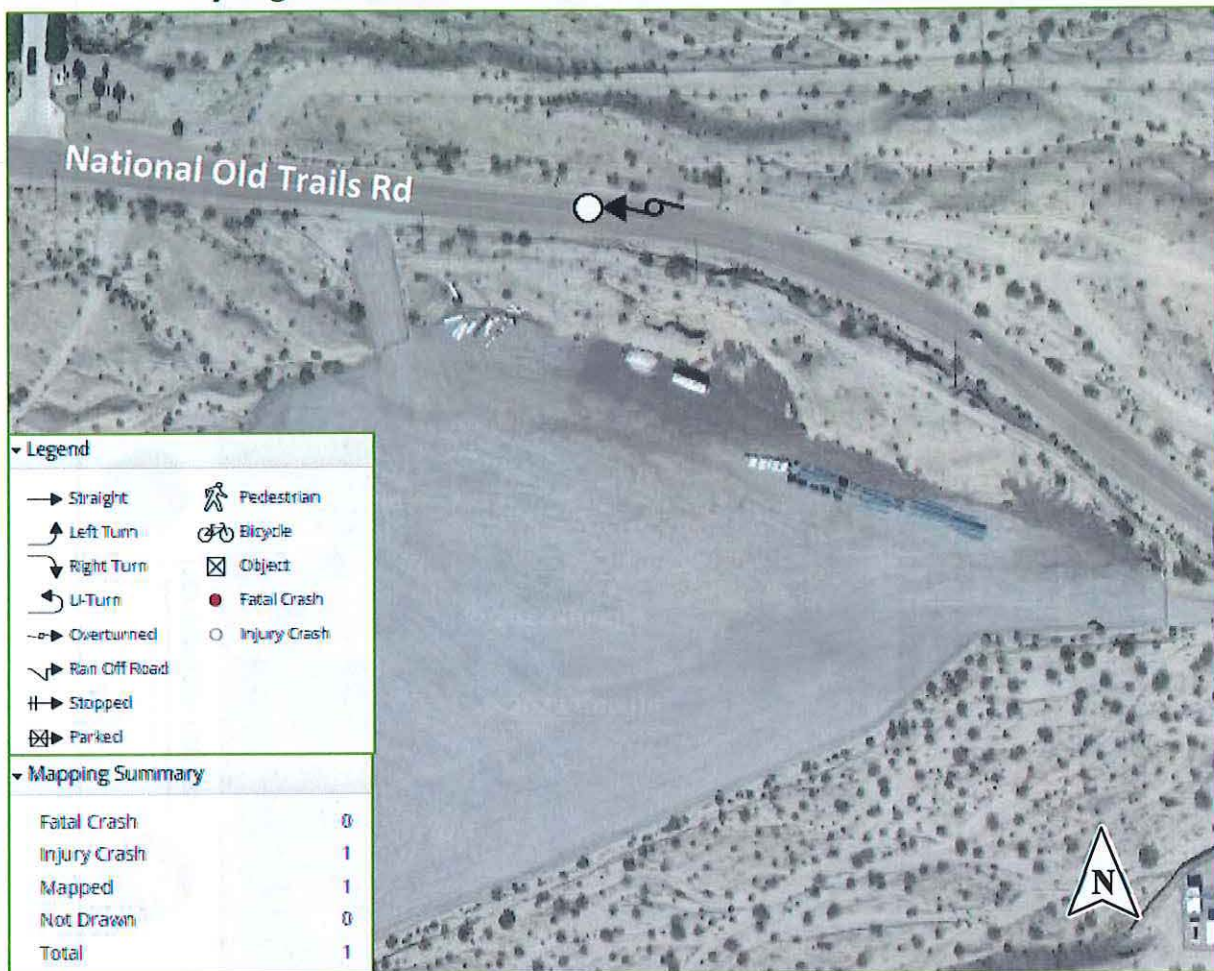 National Old Trails Rd
Legend
Straight
Pedestrian
Left Turn
Bicycle
Right Turn
Object
U-Turn
Fatal Crash
Overturned
Injury Crash
Ran Off Road
Stopped
Parked
Mapping Summary
Fatal Crash 0
Injury Crash 1
Mapped 1
Not Drawn 0
Total 1
N